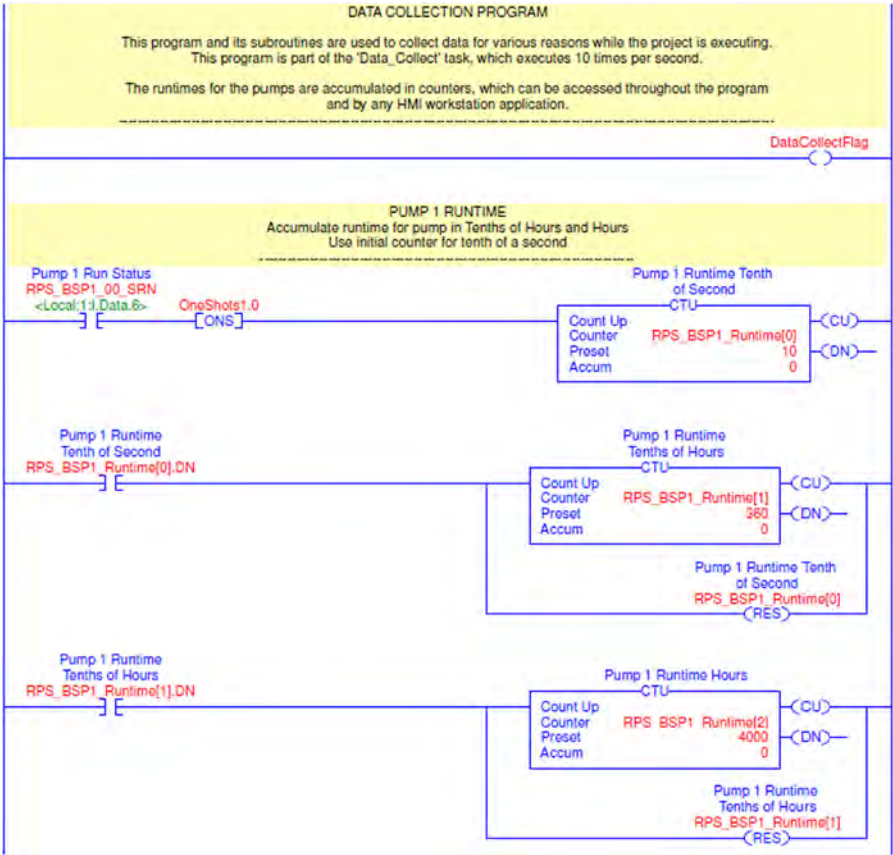 DATA COLLECTION PROGRAM
This program and its subroutines are used to collect data for various reasons while the project is executing.
This program is part of the 'Data_Collect' task, which executes 10 times per second.
The runtimes for the pumps are accumulated in counters, which can be accessed throughout the program
and by any HMI workstation application.
DataCollectFlag
PUMP 1 RUNTIME
Accumulate runtime for pump in Tenths of Hours and Hours
Use initial counter for tenth of a second
Pump 1 Run Status
RPS_BSP1_00_SRN
<Local:1:I.Data.6>
OneShots1.0
ONS
Pump 1 Runtime Tenth
of Second
CTU
Count Up
CU
Counter RPS_BSP1_Runtime[0]
Preset 10
DN
Accum 0
Pump 1 Runtime
Tenth of Second
RPS_BSP1_Runtime[0].DN
Pump 1 Runtime
Tenths of Hours
CTU
Count Up
CU
Counter RPS_BSP1_Runtime[1]
Preset 360
DN
Accum 0
Pump 1 Runtime Tenth
of Second
RPS_BSP1_Runtime[0]
RES
Pump 1 Runtime
Tenths of Hours
RPS_BSP1_Runtime[1].DN
Pump 1 Runtime Hours
CTU
Count Up
CU
Counter RPS_BSP1_Runtime[2]
Preset 4000
DN
Accum 0
Pump 1 Runtime
Tenths of Hours
RPS_BSP1_Runtime[1]
RES